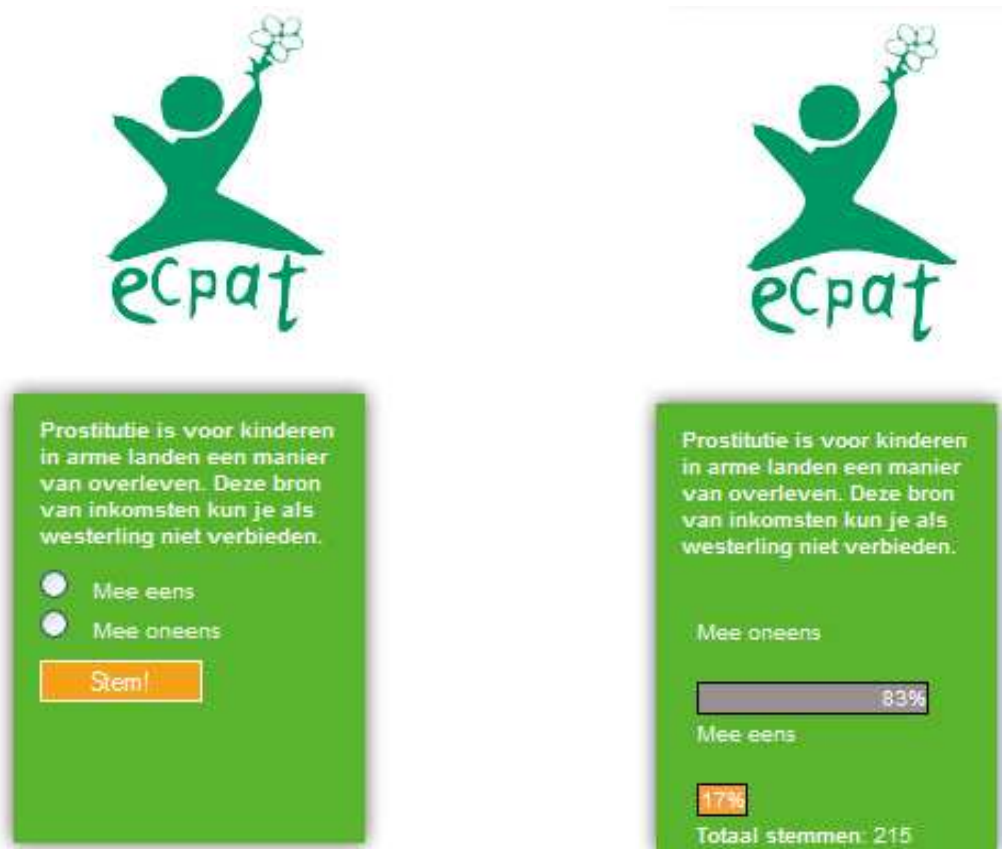 ecpat
Prostitutie is voor kinderen
in arme landen een manier
van overleven. Deze bron
van inkomsten kun je als
westerling niet verbieden.
Mee eens
Mee oneens
Stem!
ecpat
Prostitutie is voor kinderen
in arme landen een manier
van overleven. Deze bron
van inkomsten kun je als
westerling niet verbieden.
Mee oneens
83%
Mee eens
17%
Totaal stemmen: 215